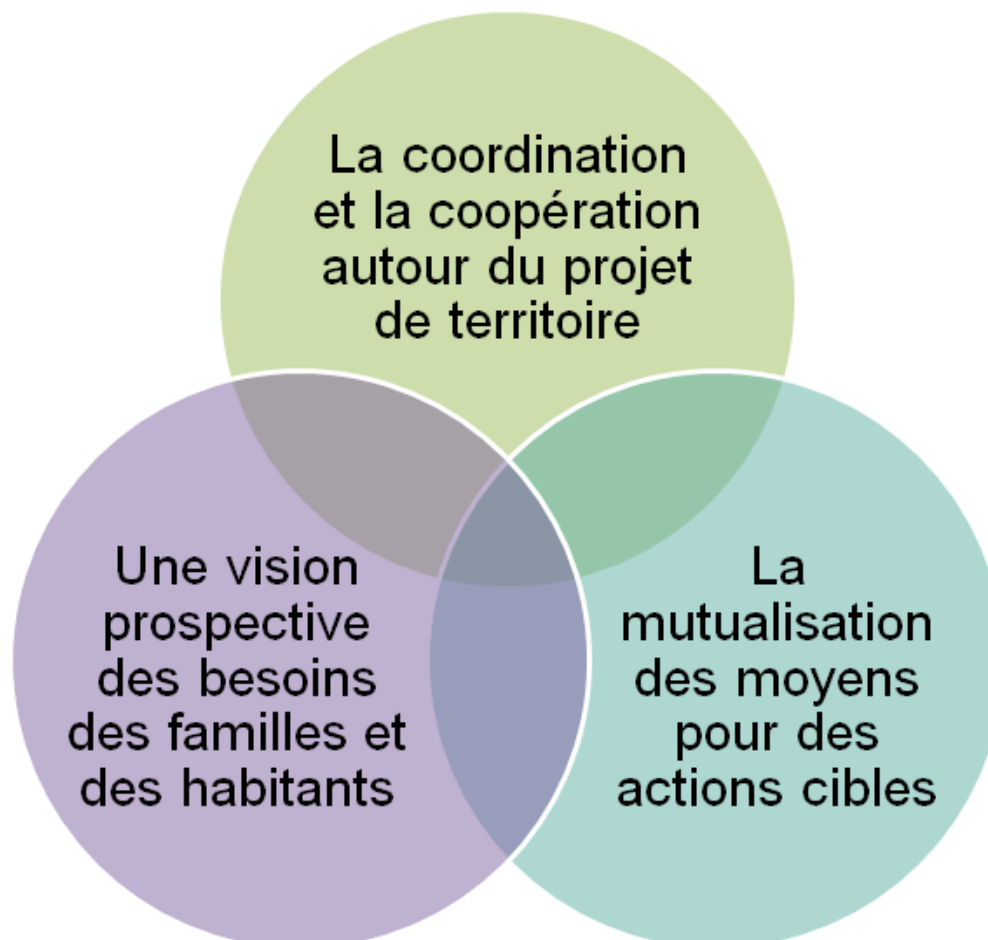 La coordination
et la coopération
autour du projet
de territoire
Une vision
prospective
des besoins
des familles et
des habitants
La
mutualisation
des moyens
pour des
actions cibles